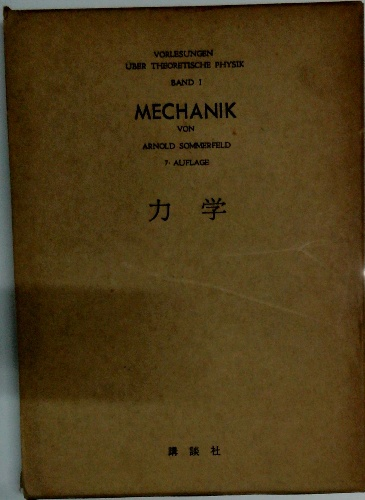 VORLESUNGEN
ÜBER THEORETISCHE PHYSIK
BAND I
MECHANIK
VON
ARNOLD SOMMERFELD
7. AUFLAGE
力学
講談社